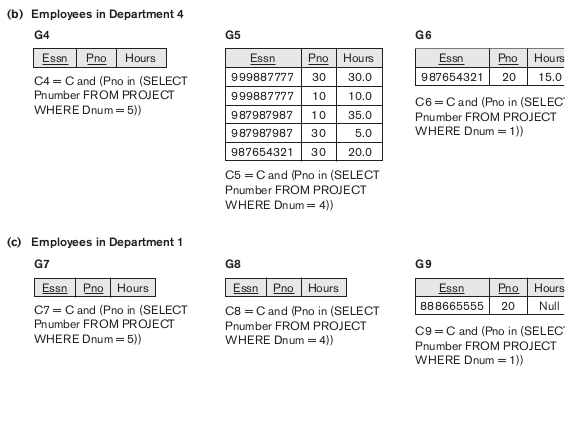 (b) Employees in Department 4
G4
Essn Pno Hours
C4 = C and (Pno in (SELECT
Pnumber FROM PROJECT
WHERE Dnum = 5))
G5
Essn Pno Hours
999887777 30 30.0
999887777 10 10.0
987987987 10 35.0
987987987 30 5.0
987654321 30 20.0
C5 = C and (Pno in (SELECT
Pnumber FROM PROJECT
WHERE Dnum = 4))
G6
Essn Pno Hours
987654321 20 15.0
C6 = C and (Pno in (SELEC
Pnumber FROM PROJECT
WHERE Dnum = 1))
(c) Employees in Department 1
G7
Essn Pno Hours
C7 = C and (Pno in (SELECT
Pnumber FROM PROJECT
WHERE Dnum = 5))
G8
Essn Pno Hours
C8 = C and (Pno in (SELECT
Pnumber FROM PROJECT
WHERE Dnum = 4))
G9
Essn Pno Hours
888665555 20 Null
C9 = C and (Pno in (SELEC
Pnumber FROM PROJECT
WHERE Dnum = 1))